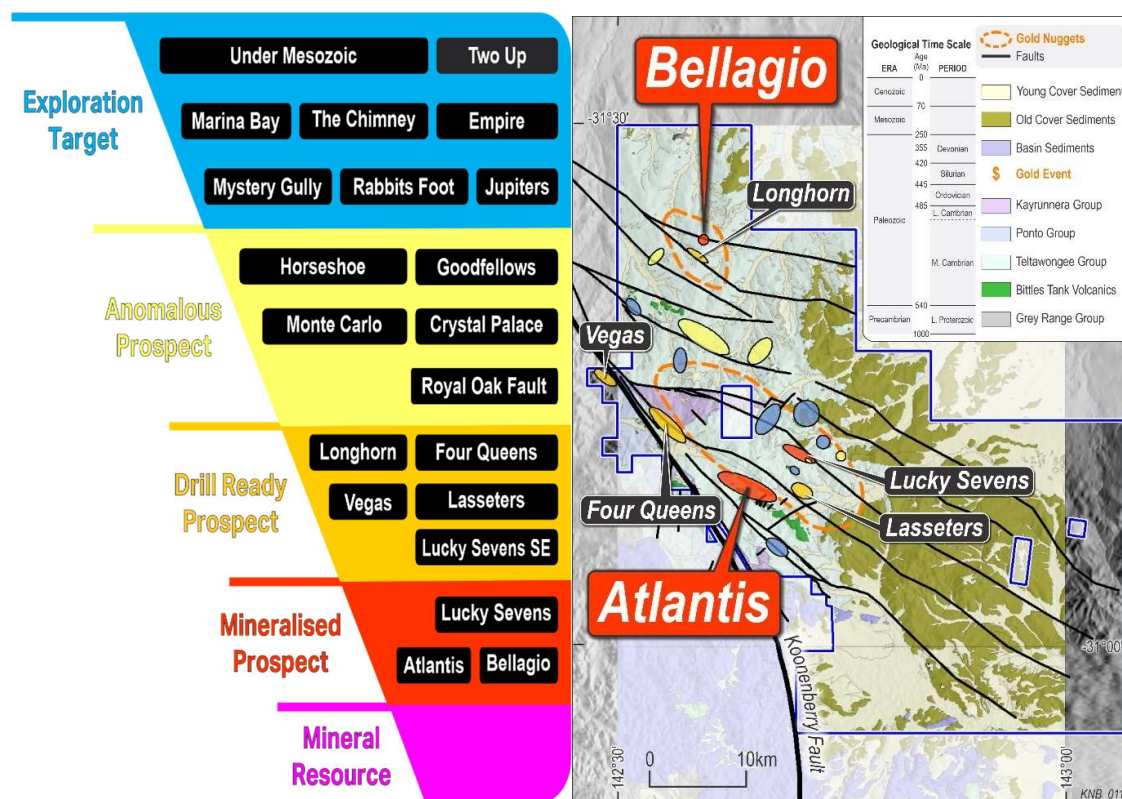 Exploration
Target
Under Mesozoic
Two Up
Marina Bay
The Chimney
Empire
Mystery Gully
Rabbits Foot
Jupiters
Anomalous
Prospect
Horseshoe
Goodfellows
Monte Carlo
Crystal Palace
Royal Oak Fault
Drill Ready
Prospect
Longhorn
Four Queens
Vegas
Lasseters
Lucky Sevens SE
Mineralised
Prospect
Lucky Sevens
Atlantis
Bellagio
Mineral
Resource
Bellagio
Longhorn
Vegas
Four Queens
Lucky Sevens
Lasseters
Atlantis
Koonenberry Fault
-31°30'
-31°00'
142°30'
143°00'
0 10km
KNB_011
Geological Time Scale
ERA
Age
(Ma)
PERIOD
0
Cenozoic
70
Mesozoic
250
355
Devonian
420
Silurian
445
Ordovician
485
L. Cambrian
Paleozoic
M. Cambrian
540
Precambrian
L. Proterozoic
1000
Gold Nuggets
Faults
Young Cover Sediment
Old Cover Sediments
Basin Sediments
$ Gold Event
Kayrunnera Group
Ponto Group
Teltawongee Group
Bittles Tank Volcanics
Grey Range Group